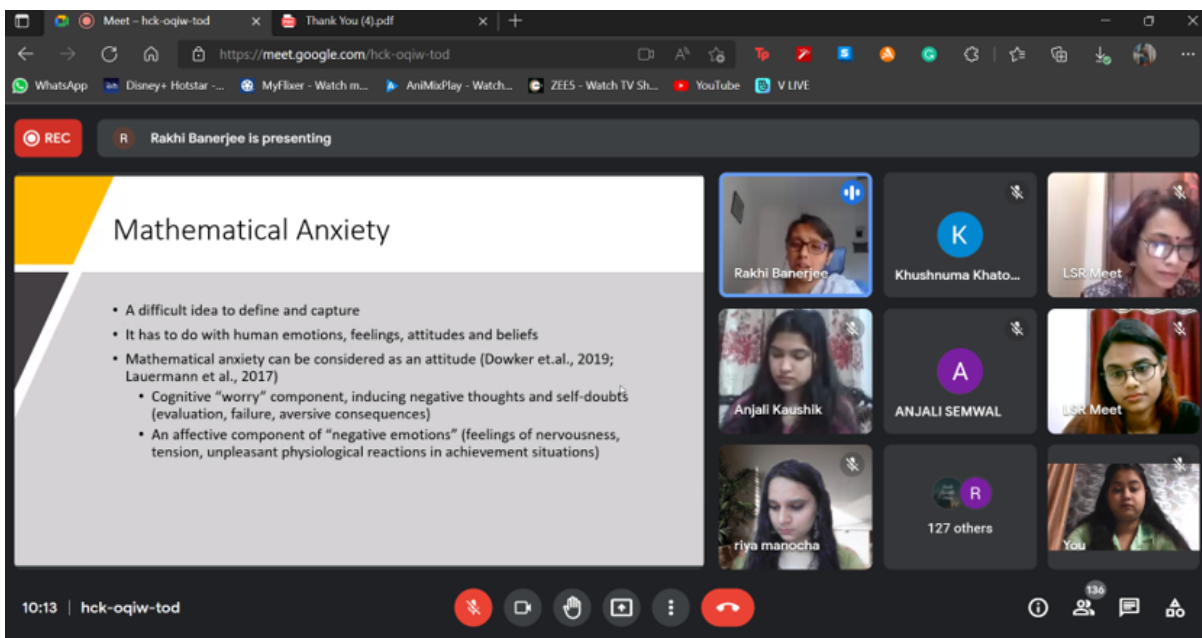 Meet – hck-oqiw-tod
Thank You (4).pdf
https://meet.google.com/hck-oqiw-tod
WhatsApp
Disney+ Hotstar -...
MyFlixer - Watch m...
AniMixPlay - Watch...
ZEE5 - Watch TV Sh...
YouTube
V LIVE
REC
R
Rakhi Banerjee is presenting
Mathematical Anxiety
• A difficult idea to define and capture
• It has to do with human emotions, feelings, attitudes and beliefs
• Mathematical anxiety can be considered as an attitude (Dowker et.al., 2019;
Lauermann et al., 2017)
• Cognitive “worry” component, inducing negative thoughts and self-doubts
(evaluation, failure, aversive consequences)
• An affective component of “negative emotions” (feelings of nervousness,
tension, unpleasant physiological reactions in achievement situations)
Rakhi Banerjee
K
Khushnuma Khato...
LSR Meet
Anjali Kaushik
A
ANJALI SEMWAL
LSR Meet
riya manocha
R
127 others
You
10:13 | hck-oqiw-tod
136